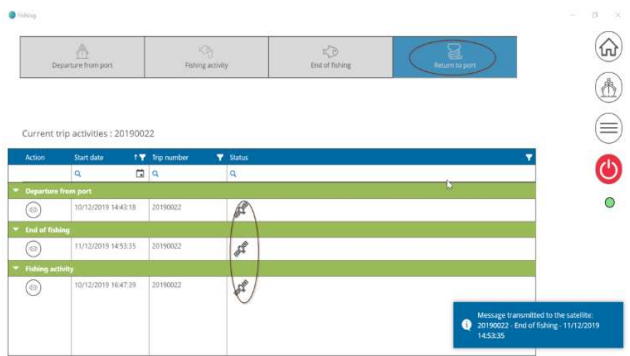 Fishing
Departure from port
Fishing activity
End of fishing
Return to port
Current trip activities : 20190022
Action Start date Trip number Status
Departure from port
10/12/2019 14:43:18 20190022
End of fishing
11/12/2019 14:53:35 20190022
Fishing activity
10/12/2019 16:47:39 20190022
Message transmitted to the satellite:
20190022 - End of fishing - 11/12/2019
14:53:35